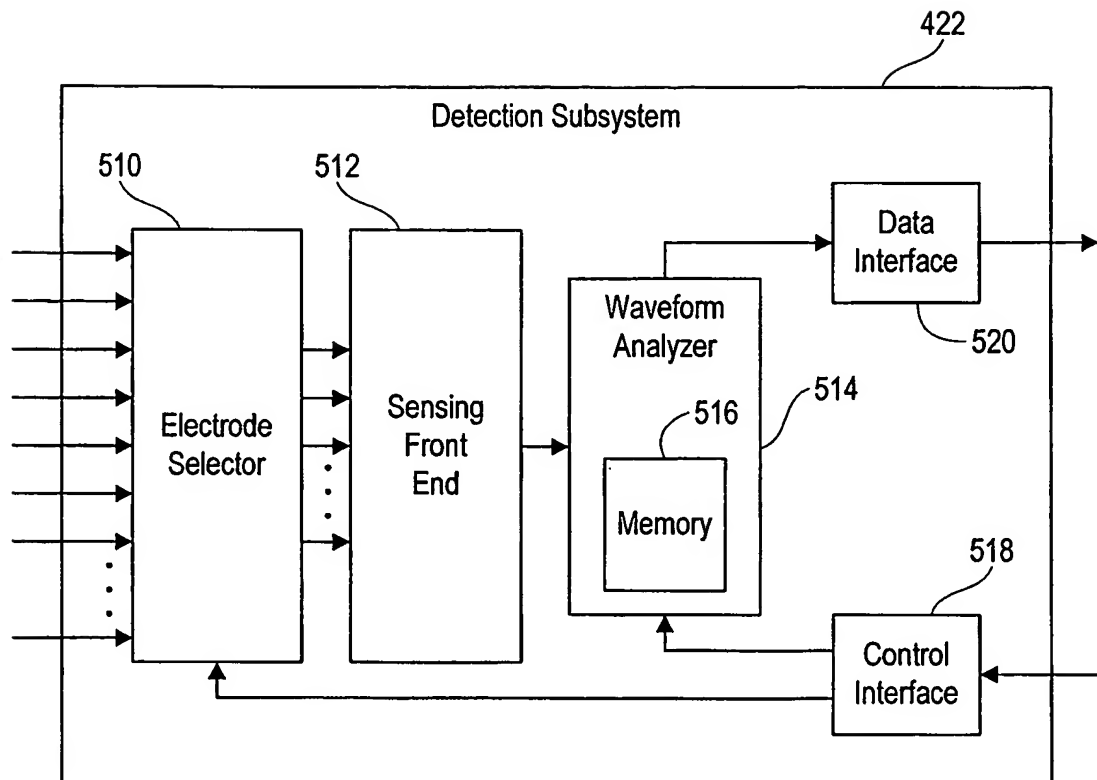 422
Detection Subsystem
510
512
Data
Interface
520
Waveform
Analyzer
514
516
Memory
Electrode
Selector
Sensing
Front
End
518
Control
Interface